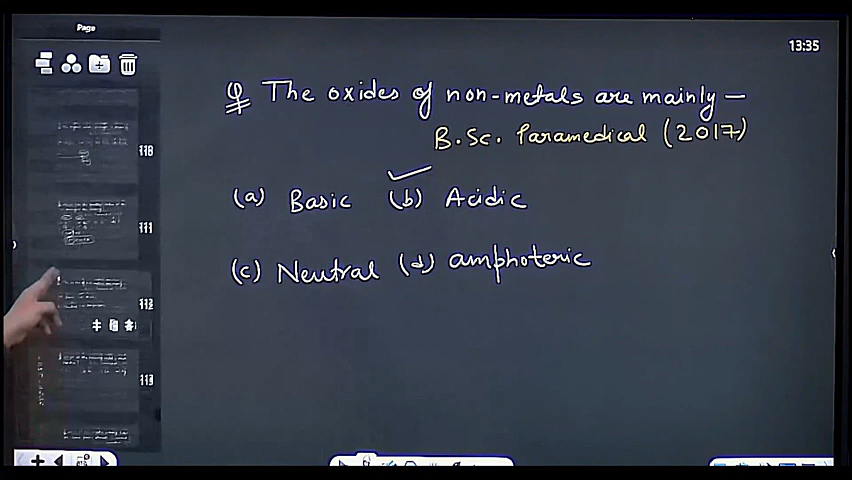 Page
13:35
Q The oxides of non-metals are mainly —
B.Sc. Paramedical (2017)
(a) Basic (b) Acidic
(c) Neutral (d) amphoteric
110
111
112
113